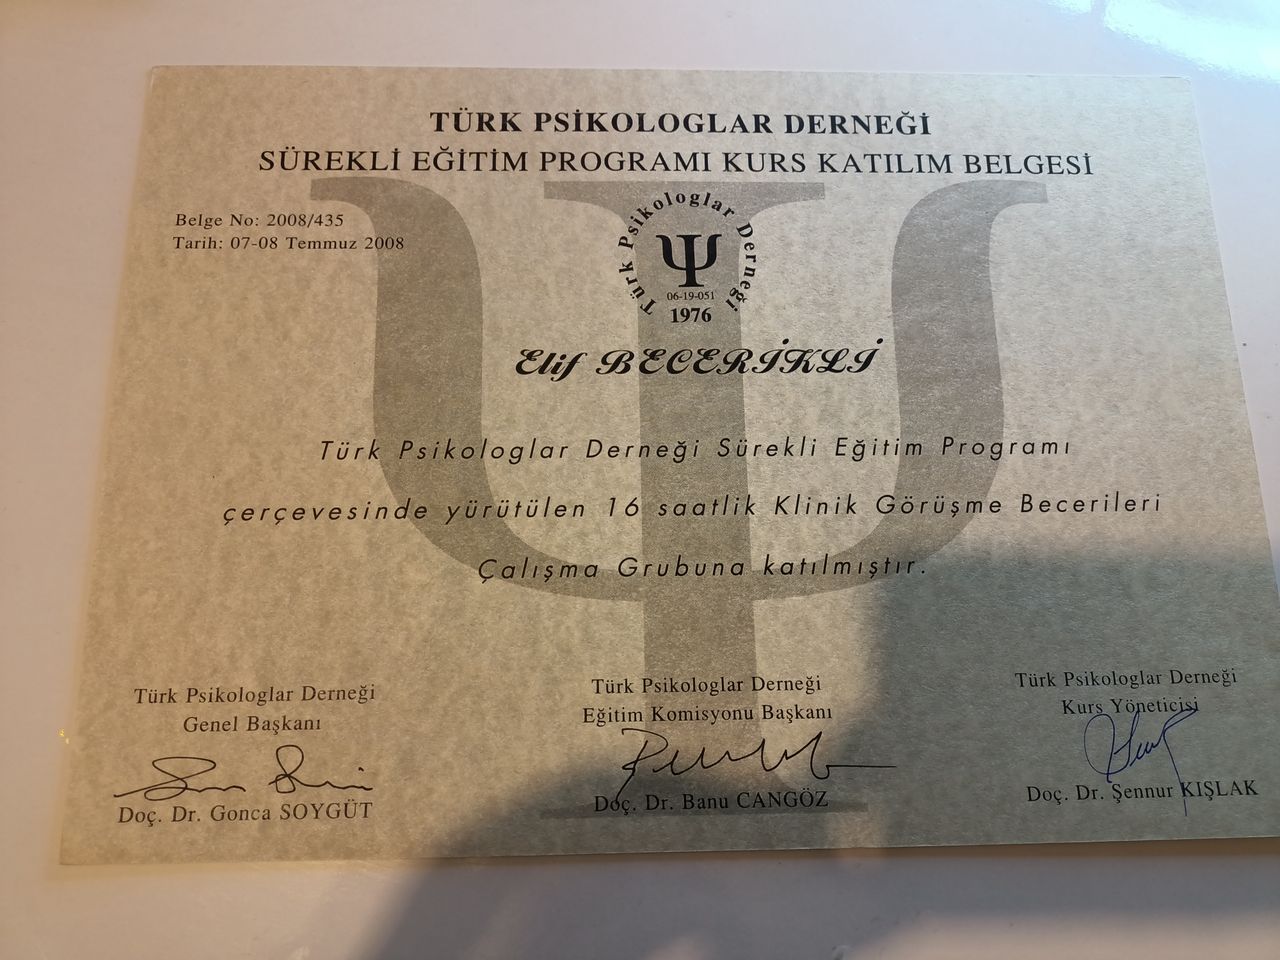 TÜRK PSİKOLOGLAR DERNEĞİ
SÜREKLİ EĞİTİM PROGRAMI KURS KATILIM BELGESİ
Belge No: 2008/435
Tarih: 07-08 Temmuz 2008
Türk Psikologlar Derneği
Ψ
06-19-051
1976
Elif BECERİKLİ
Türk Psikologlar Derneği Sürekli Eğitim Programı
çerçevesinde yürütülen 16 saatlik Klinik Görüşme Becerileri
Çalışma Grubuna katılmıştır.
Türk Psikologlar Derneği
Genel Başkanı
Doç. Dr. Gonca SOYGÜT
Türk Psikologlar Derneği
Eğitim Komisyonu Başkanı
Doç. Dr. Banu CANGÖZ
Türk Psikologlar Derneği
Kurs Yöneticisi
Doç. Dr. Şennur KIŞLAK